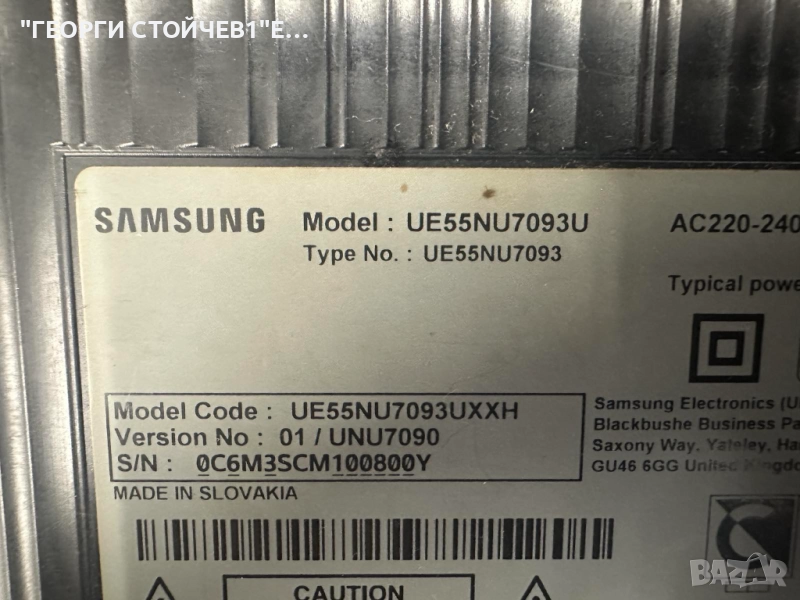 "ГЕОРГИ СТОЙЧЕВ1"Е...
SAMSUNG
Model : UE55NU7093U
AC220-240
Type No. : UE55NU7093
Typical powe
Model Code : UE55NU7093UXXH
Version No : 01 / UNU7090
S/N : 0C6M3SCM100800Y
MADE IN SLOVAKIA
Samsung Electronics (U
Blackbushe Business Pa
Saxony Way, Yateley, Ha
GU46 6GG United Kingdo
CAUTION
BAZAR